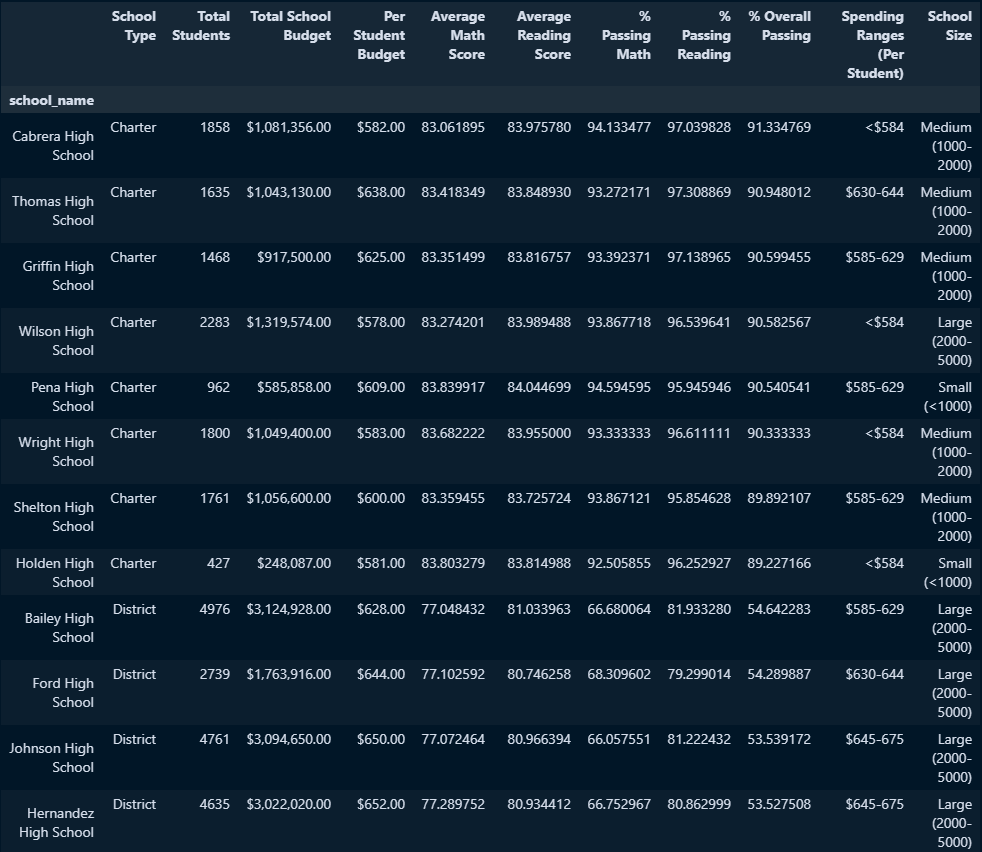 School Type Total Students Total School Budget Per Student Budget Average Math Score Average Reading Score % Passing Math % Passing Reading % Overall Passing Spending Ranges (Per Student) School Size
school_name
Cabrera High School Charter 1858 $1,081,356.00 $582.00 83.061895 83.975780 94.133477 97.039828 91.334769 <$584 Medium (1000-2000)
Thomas High School Charter 1635 $1,043,130.00 $638.00 83.418349 83.848930 93.272171 97.308869 90.948012 $630-644 Medium (1000-2000)
Griffin High School Charter 1468 $917,500.00 $625.00 83.351499 83.816757 93.392371 97.138965 90.599455 $585-629 Medium (1000-2000)
Wilson High School Charter 2283 $1,319,574.00 $578.00 83.274201 83.989488 93.867718 96.539641 90.582567 <$584 Large (2000-5000)
Pena High School Charter 962 $585,858.00 $609.00 83.839917 84.044699 94.594595 95.945946 90.540541 $585-629 Small (<1000)
Wright High School Charter 1800 $1,049,400.00 $583.00 83.682222 83.955000 93.333333 96.611111 90.333333 <$584 Medium (1000-2000)
Shelton High School Charter 1761 $1,056,600.00 $600.00 83.359455 83.725724 93.867121 95.854628 89.892107 $585-629 Medium (1000-2000)
Holden High School Charter 427 $248,087.00 $581.00 83.803279 83.814988 92.505855 96.252927 89.227166 <$584 Small (<1000)
Bailey High School District 4976 $3,124,928.00 $628.00 77.048432 81.033963 66.680064 81.933280 54.642283 $585-629 Large (2000-5000)
Ford High School District 2739 $1,763,916.00 $644.00 77.102592 80.746258 68.309602 79.299014 54.289887 $630-644 Large (2000-5000)
Johnson High School District 4761 $3,094,650.00 $650.00 77.072464 80.966394 66.057551 81.222432 53.539172 $645-675 Large (2000-5000)
Hernandez High School District 4635 $3,022,020.00 $652.00 77.289752 80.934412 66.752967 80.862999 53.527508 $645-675 Large (2000-5000)